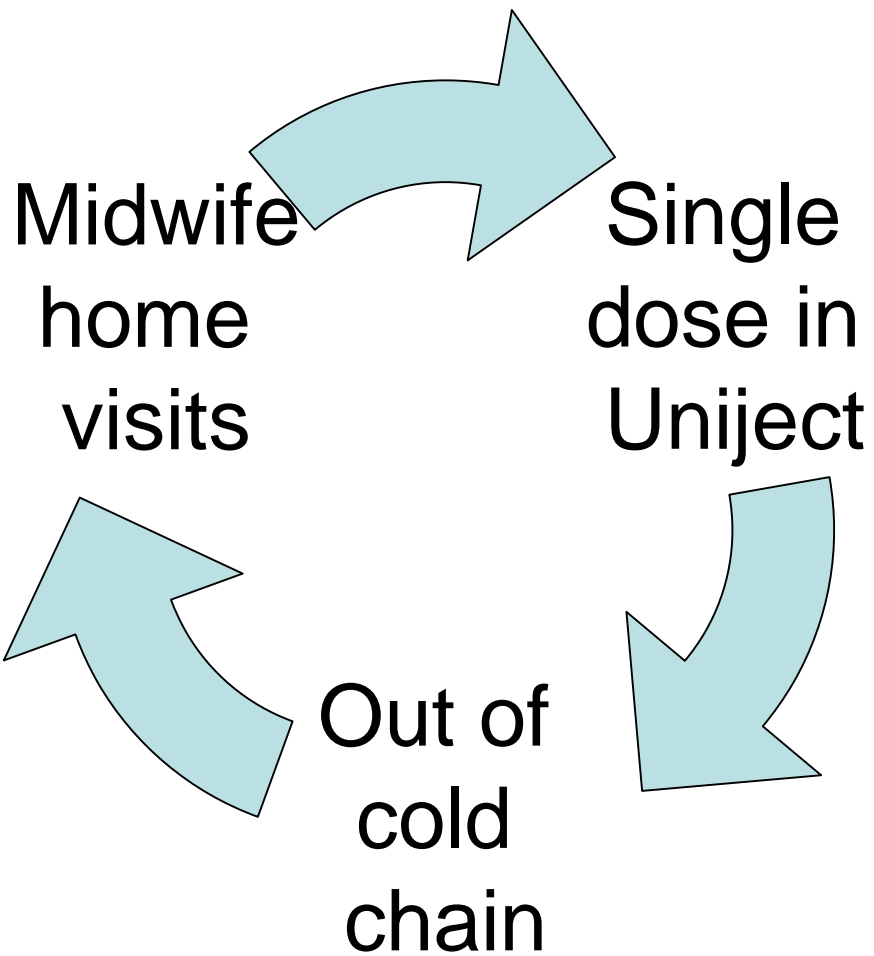 Midwife
home
visits
Single
dose in
Uniject
Out of
cold
chain